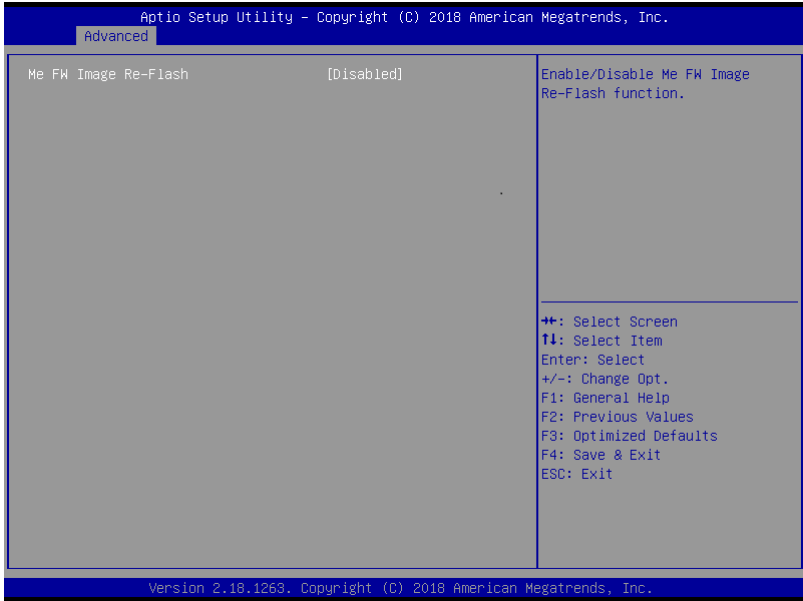 Aptio Setup Utility – Copyright (C) 2018 American Megatrends, Inc.
Advanced
Me FW Image Re-Flash [Disabled]
Enable/Disable Me FW Image
Re-Flash function.
→←: Select Screen
↑↓: Select Item
Enter: Select
+/-: Change Opt.
F1: General Help
F2: Previous Values
F3: Optimized Defaults
F4: Save & Exit
ESC: Exit
Version 2.18.1263. Copyright (C) 2018 American Megatrends, Inc.